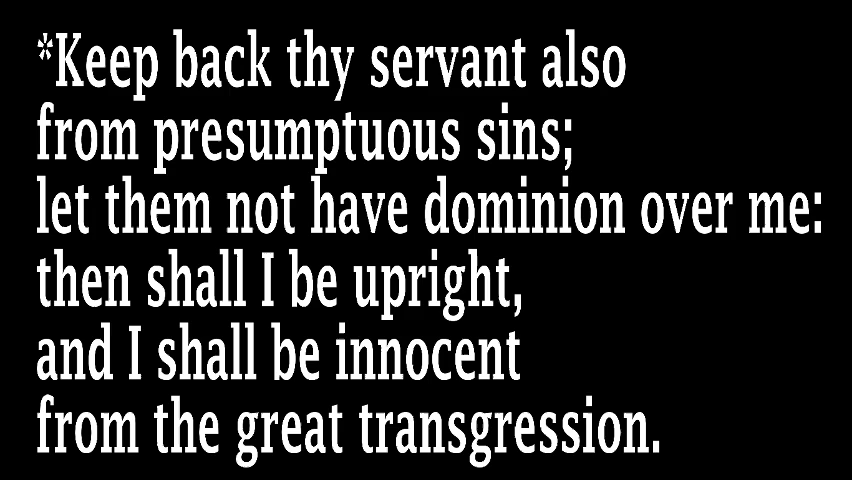 *Keep back thy servant also
from presumptuous sins;
let them not have dominion over me:
then shall I be upright,
and I shall be innocent
from the great transgression.